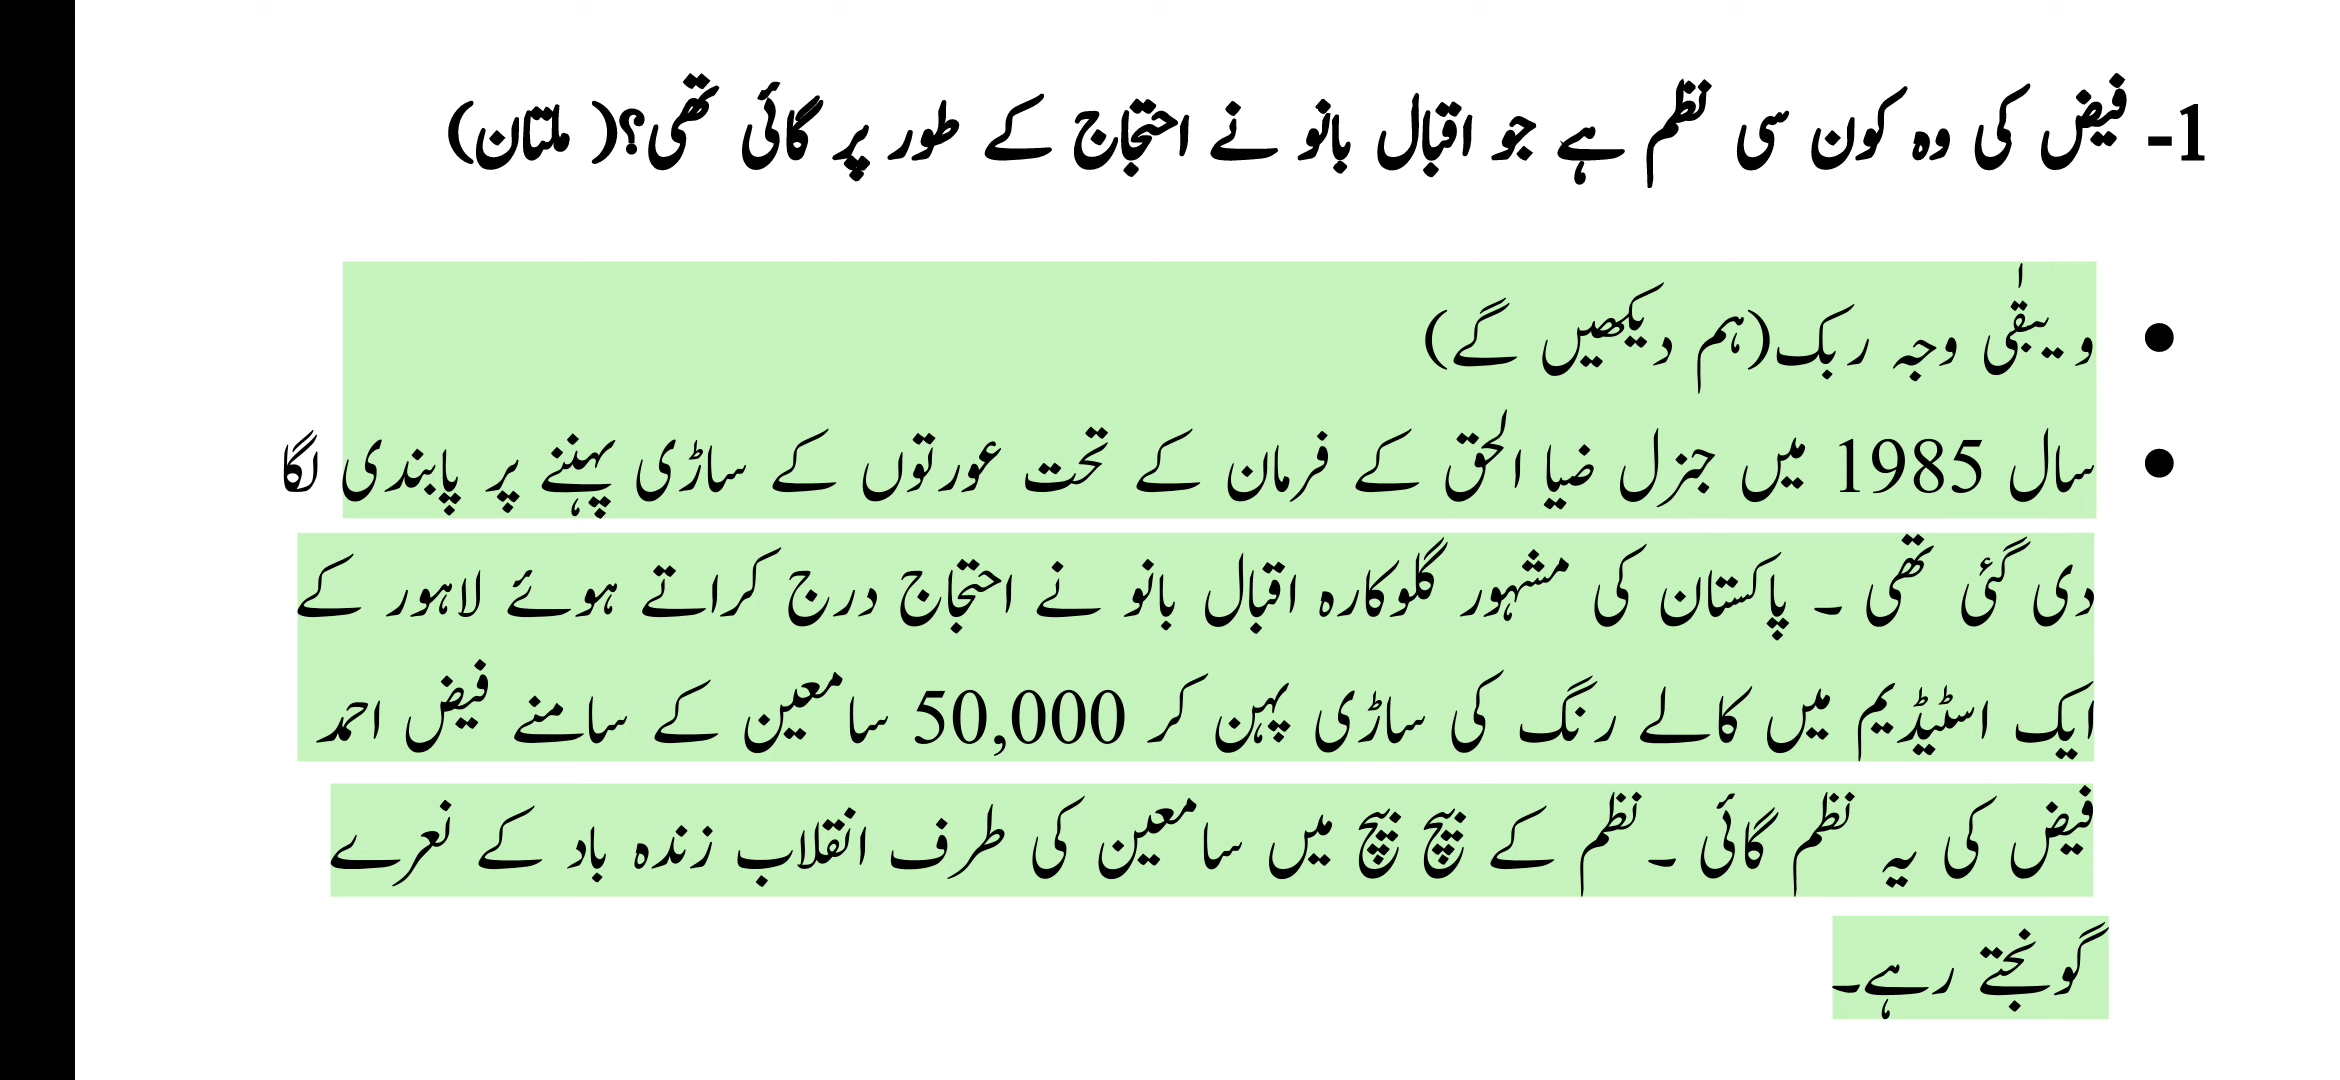 1- فیض کی وہ کون سی نظم ہے جو اقبال بانو نے احتجاج کے طور پر گائی تھی؟( ملتان)
• و یبقٰی وجہ ربک(ہم دیکھیں گے)
• سال 1985 میں جنرل ضیا الحق کے فرمان کے تحت عورتوں کے ساڑی پہننے پر پابندی لگا
دی گئی تھی ۔ پاکستان کی مشہور گلوکارہ اقبال بانو نے احتجاج درج کراتے ہوئے لاہور کے
ایک اسٹیڈیم میں کالے رنگ کی ساڑی پہن کر 50,000 سامعین کے سامنے فیض احمد
فیض کی یہ نظم گائی ۔نظم کے بیچ بیچ میں سامعین کی طرف انقلاب زندہ باد کے نعرے
گونجتے رہے۔